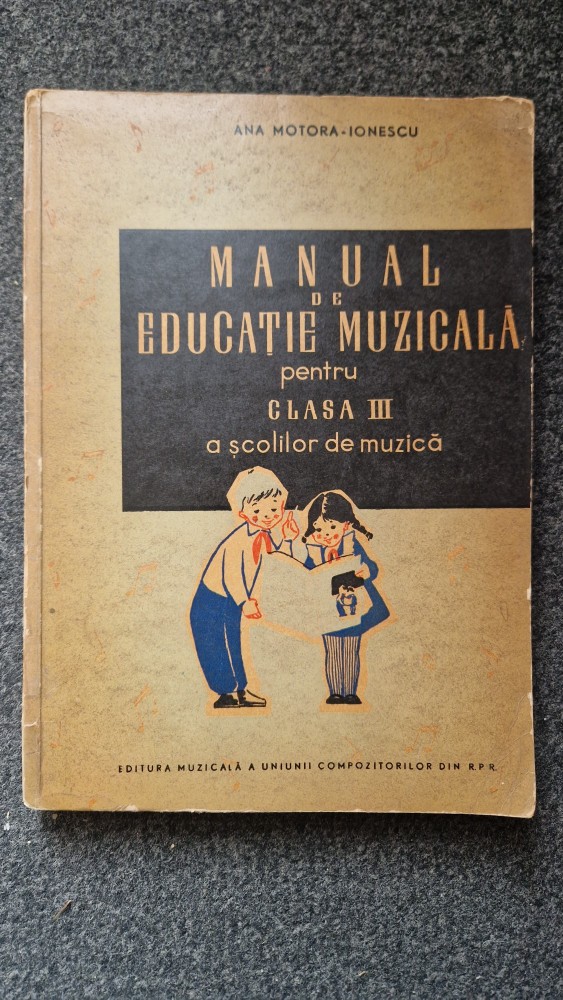 ANA MOTORA-IONESCU
MANUAL
DE
EDUCAȚIE MUZICALĂ
pentru
CLASA III
a școlilor de muzică
EDITURA MUZICALĂ A UNIUNII COMPOZITORILOR DIN R.P.R.